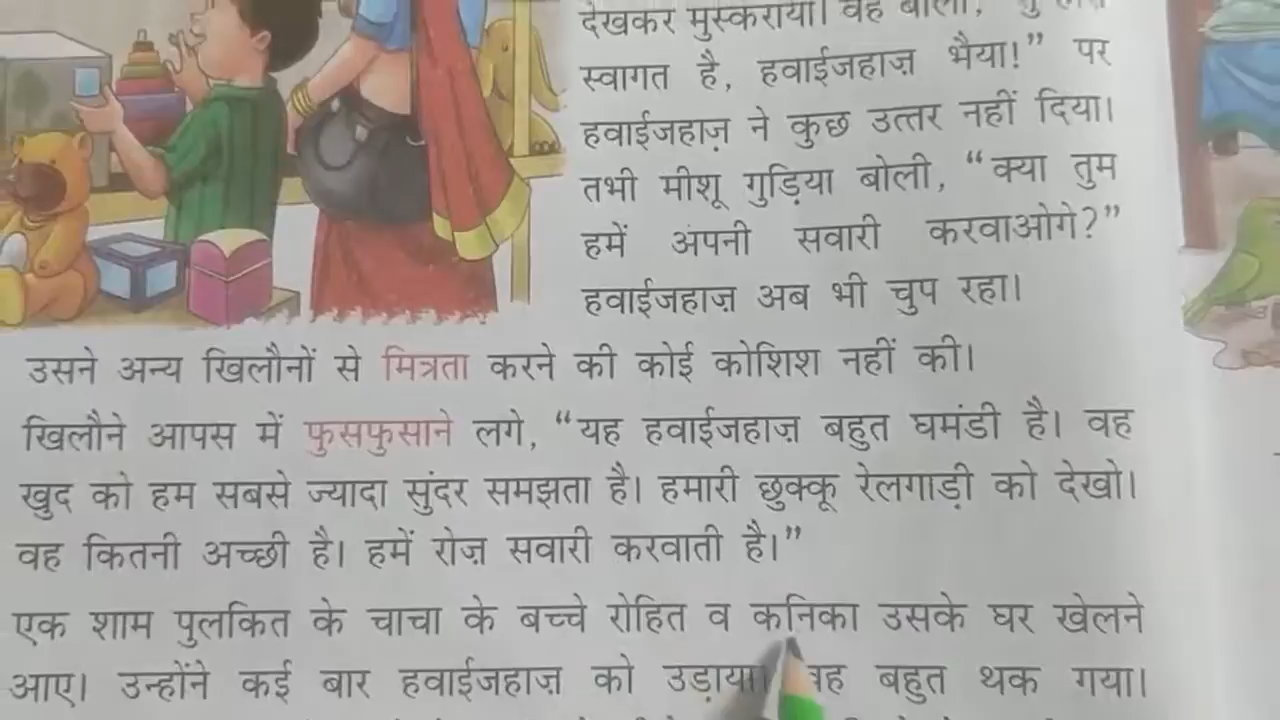 देखकर मुस्कराया। वह बोला,
स्वागत है, हवाईजहाज़ भैया!” पर
हवाईजहाज़ ने कुछ उत्तर नहीं दिया।
तभी मीशू गुड़िया बोली, “क्या तुम
हमें अपनी सवारी करवाओगे?”
हवाईजहाज़ अब भी चुप रहा।
उसने अन्य खिलौनों से मित्रता करने की कोई कोशिश नहीं की।
खिलौने आपस में फुसफुसाने लगे, “यह हवाईजहाज़ बहुत घमंडी है। वह
खुद को हम सबसे ज्यादा सुंदर समझता है। हमारी छुक्कू रेलगाड़ी को देखो।
वह कितनी अच्छी है। हमें रोज़ सवारी करवाती है।”
एक शाम पुलकित के चाचा के बच्चे रोहित व कनिका उसके घर खेलने
आए। उन्होंने कई बार हवाईजहाज़ को उड़ाया। वह बहुत थक गया।